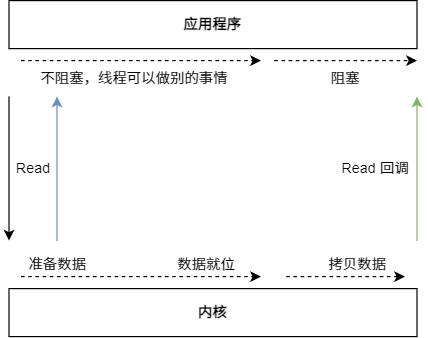 应用程序
不阻塞，线程可以做别的事情
阻塞
Read
Read 回调
准备数据
数据就位
拷贝数据
内核